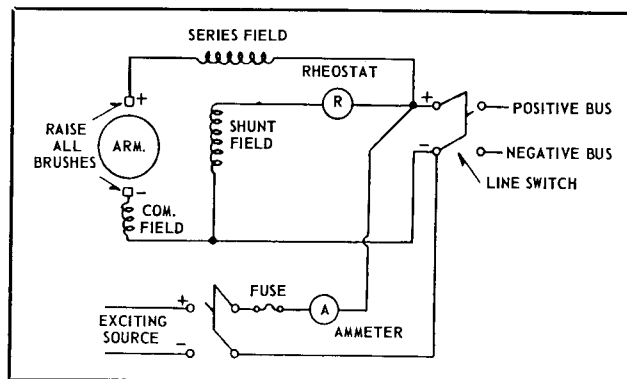 SERIES FIELD
RHEOSTAT
+
R
+
POSITIVE BUS
RAISE
ALL
BRUSHES
ARM.
SHUNT
FIELD
-
NEGATIVE BUS
LINE SWITCH
-
COM.
FIELD
+
FUSE
A
AMMETER
EXCITING
SOURCE
-